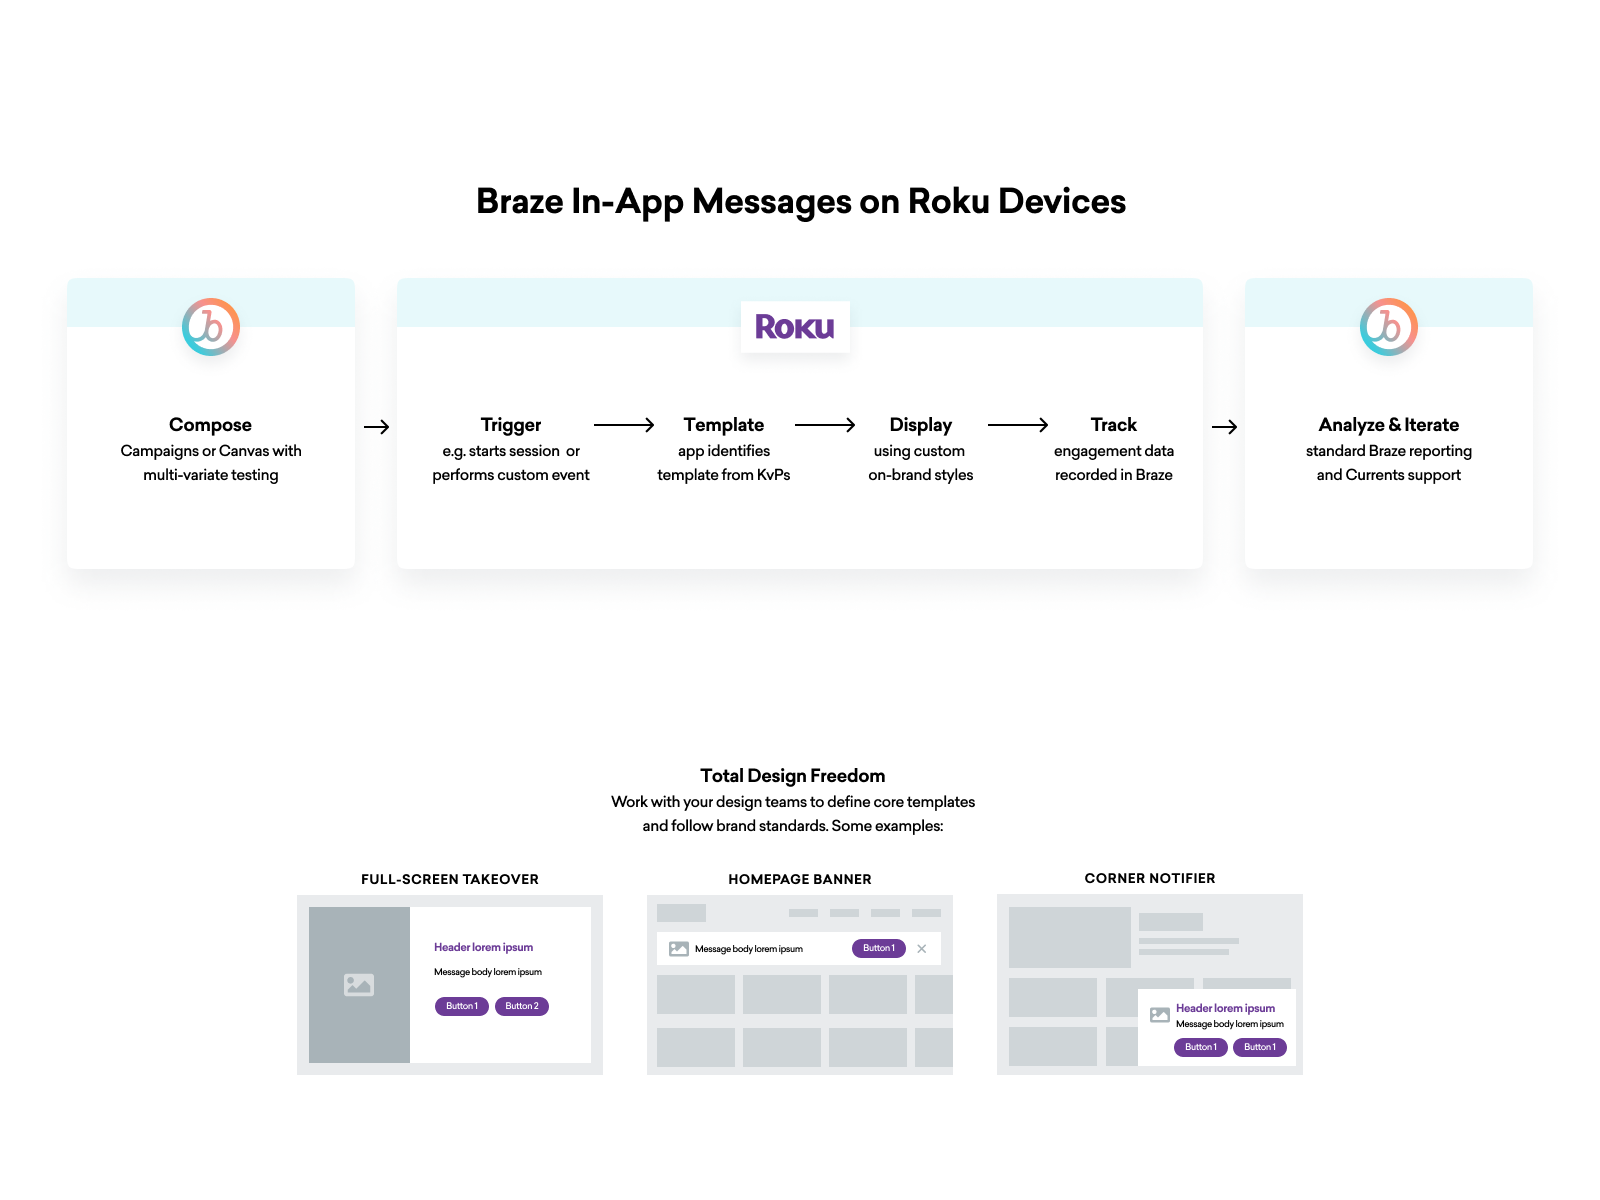 Braze In-App Messages on Roku Devices
b
Roku
b
Compose
Campaigns or Canvas with
multi-variate testing
Trigger
e.g. starts session or
performs custom event
Template
app identifies
template from KvPs
Display
using custom
on-brand styles
Track
engagement data
recorded in Braze
Analyze & Iterate
standard Braze reporting
and Currents support
Total Design Freedom
Work with your design teams to define core templates
and follow brand standards. Some examples:
FULL-SCREEN TAKEOVER
Header lorem ipsum
Message body lorem ipsum
Button 1
Button 2
HOMEPAGE BANNER
Message body lorem ipsum
Button 1
CORNER NOTIFIER
Header lorem ipsum
Message body lorem ipsum
Button 1
Button 1